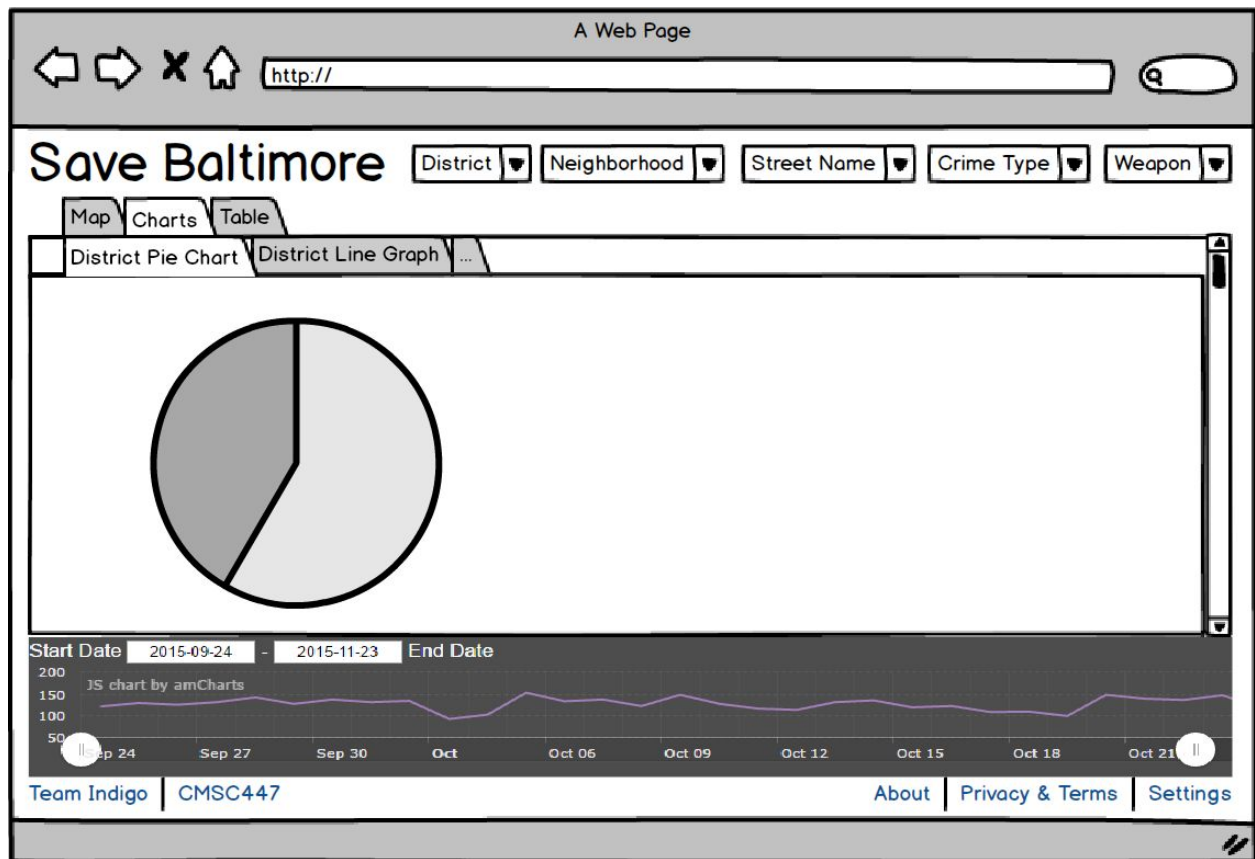 A Web Page
http://
Save Baltimore District Neighborhood Street Name Crime Type Weapon
Map Charts Table
District Pie Chart District Line Graph ...
Start Date 2015-09-24 - 2015-11-23 End Date
200
JS chart by amCharts
150
100
50
Sep 24 Sep 27 Sep 30 Oct Oct 06 Oct 09 Oct 12 Oct 15 Oct 18 Oct 21
Team Indigo CMSC447 About Privacy & Terms Settings